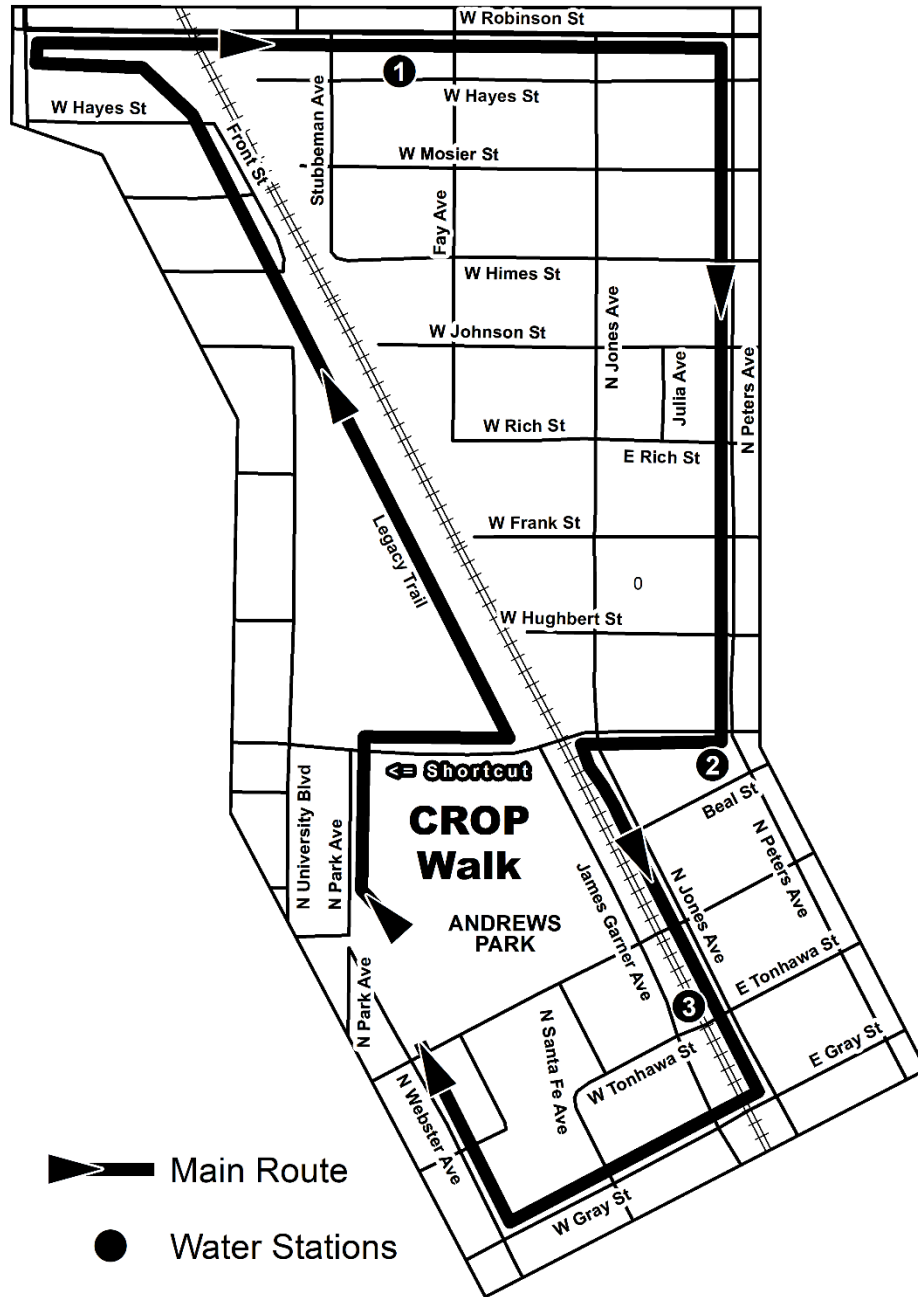 W Robinson St
1
W Hayes St
W Hayes St
Front St
Stubbeman Ave
W Mosier St
Fay Ave
W Himes St
N Jones Ave
W Johnson St
Julia Ave
N Peters Ave
W Rich St
E Rich St
Legacy Trail
W Frank St
0
W Hughbert St
<= Shortcut
2
CROP
Walk
N University Blvd
N Park Ave
Beal St
N Peters Ave
James Garner Ave
N Jones Ave
ANDREWS
PARK
N Park Ave
E Tonhawa St
3
N Santa Fe Ave
W Tonhawa St
E Gray St
N Webster Ave
W Gray St
Main Route
Water Stations